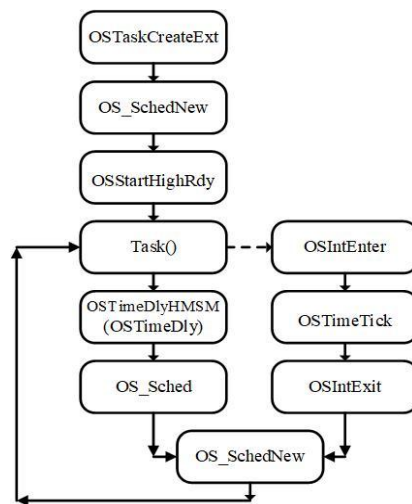 OSTaskCreateExt
OS_SchedNew
OSStartHighRdy
Task()
OSIntEnter
OSTimeDlyHMSM
(OSTimeDly)
OSTimeTick
OS_Sched
OSIntExit
OS_SchedNew